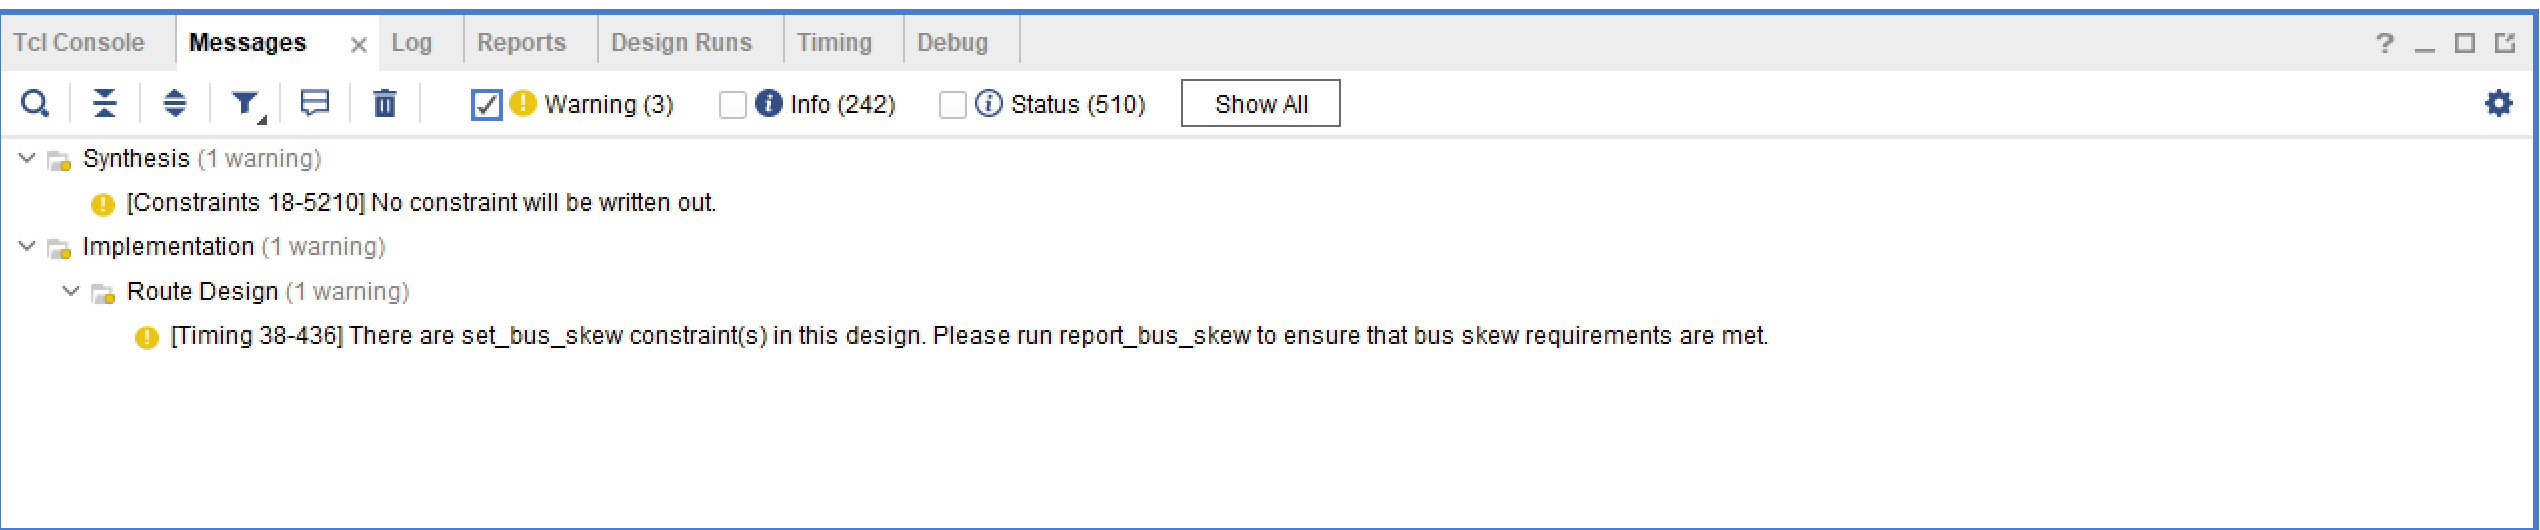 Tcl Console Messages × Log Reports Design Runs Timing Debug ?
Warning (3) Info (242) Status (510) Show All
Synthesis (1 warning)
[Constraints 18-5210] No constraint will be written out.
Implementation (1 warning)
Route Design (1 warning)
[Timing 38-436] There are set_bus_skew constraint(s) in this design. Please run report_bus_skew to ensure that bus skew requirements are met.